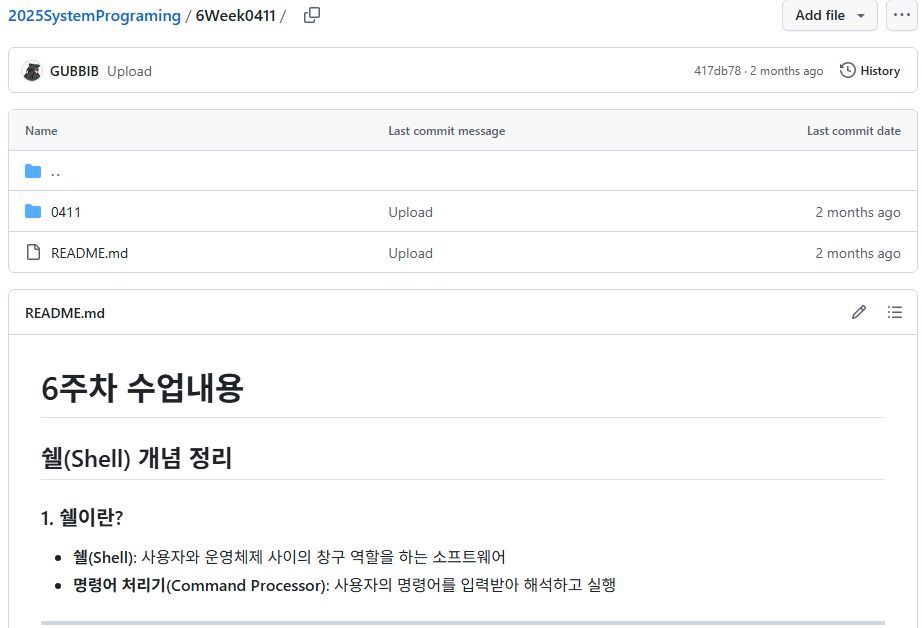 2025SystemPrograming / 6Week0411 /
Add file
GUBBIB Upload 417db78 · 2 months ago History
Name Last commit message Last commit date
..
0411 Upload 2 months ago
README.md Upload 2 months ago
README.md
6주차 수업내용
쉘(Shell) 개념 정리
1. 쉘이란?
• 쉘(Shell): 사용자와 운영체제 사이의 창구 역할을 하는 소프트웨어
• 명령어 처리기(Command Processor): 사용자의 명령어를 입력받아 해석하고 실행